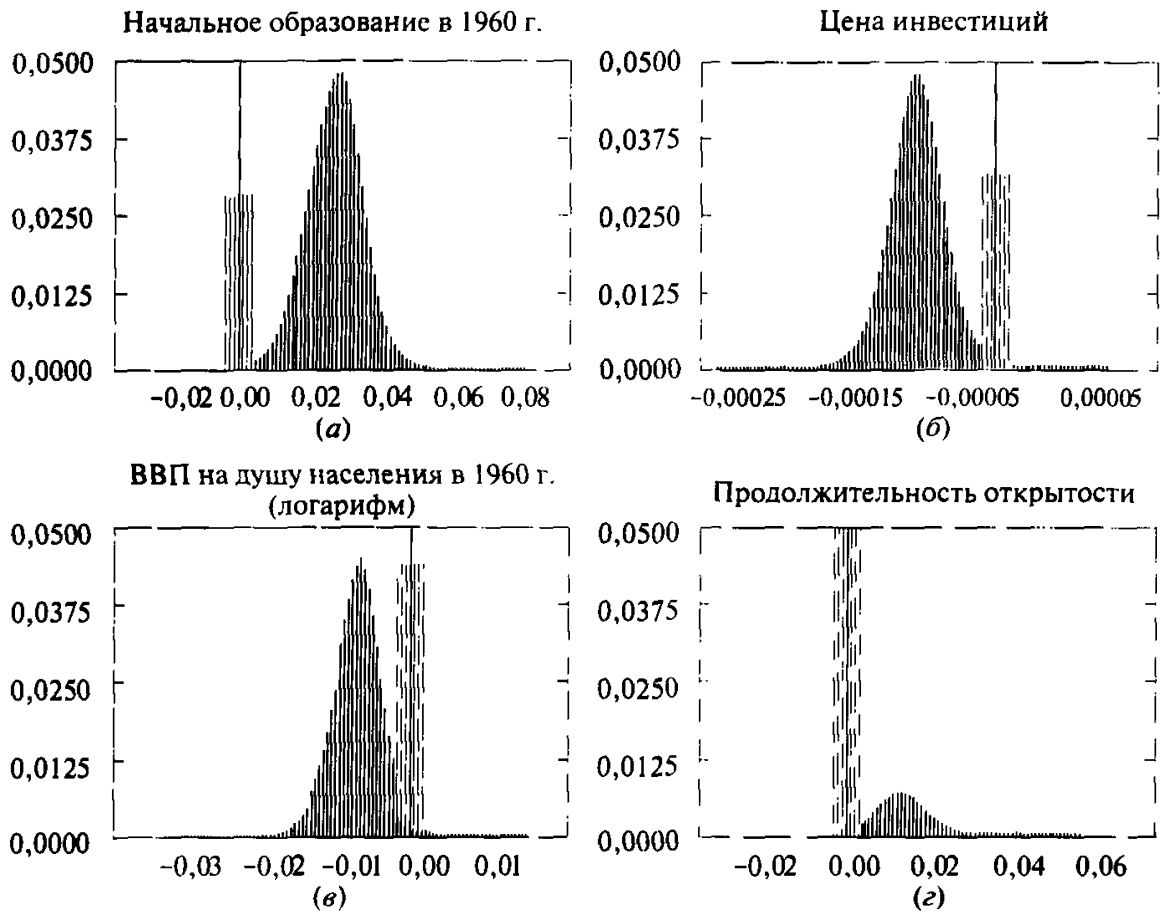 Начальное образование в 1960 г.
0,0500
0,0375
0,0250
0,0125
0,0000
-0,02 0,00 0,02 0,04 0,06 0,08
(а)
Цена инвестиций
0,0500
0,0375
0,0250
0,0125
0,0000
-0,00025 -0,00015 -0,00005 0,00005
(б)
ВВП на душу населения в 1960 г.
(логарифм)
0,0500
0,0375
0,0250
0,0125
0,0000
-0,03 -0,02 -0,01 0,00 0,01
(в)
Продолжительность открытости
0,0500
0,0375
0,0250
0,0125
0,0000
-0,02 0,00 0,02 0,04 0,06
(г)